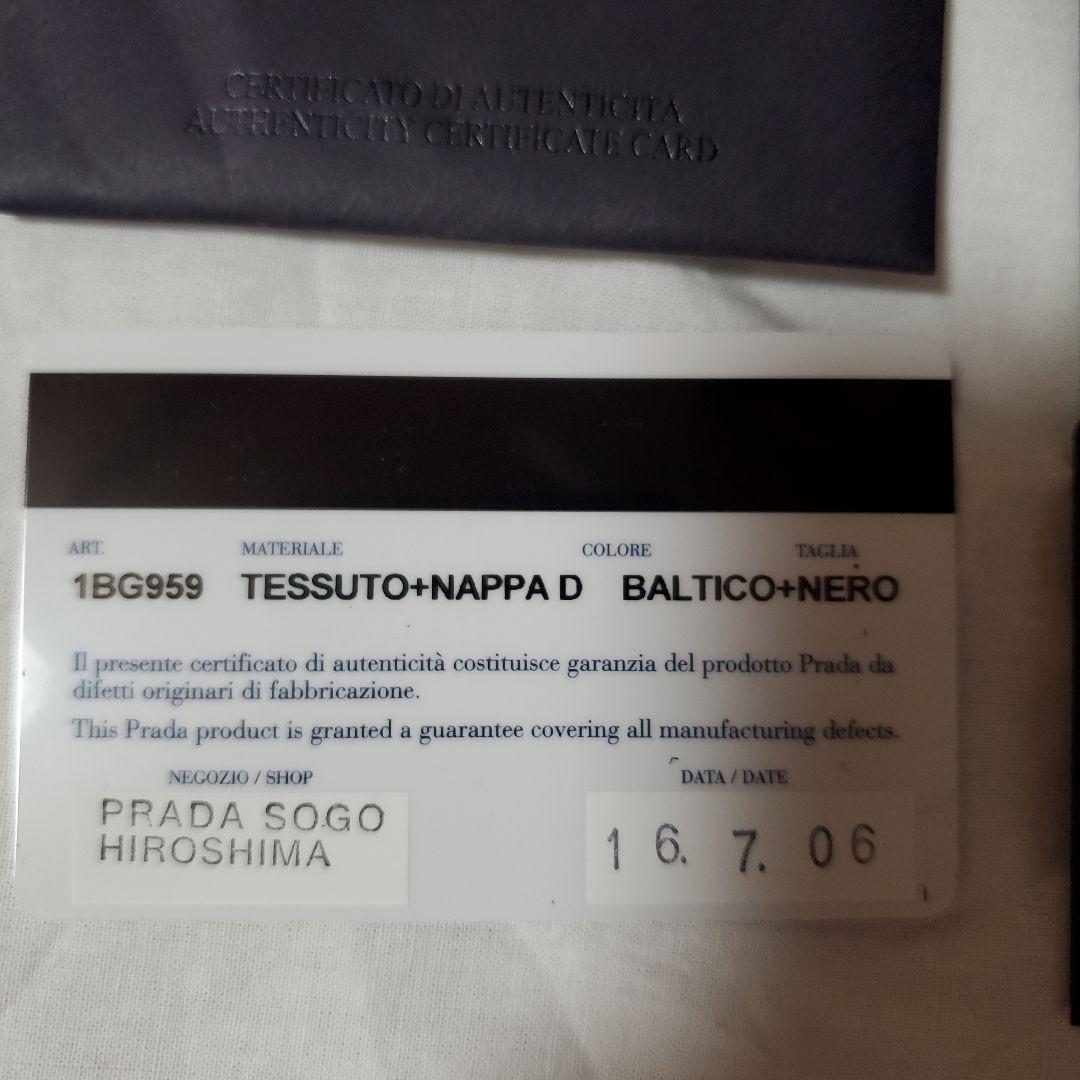 CERTIFICATO DI AUTENTICITÀ
AUTHENTICITY CERTIFICATE CARD
ART. MATERIALE COLORE TAGLIA
1BG959 TESSUTO+NAPPA D BALTICO+NERO
Il presente certificato di autenticità costituisce garanzia del prodotto Prada da
difetti originari di fabbricazione.
This Prada product is granted a guarantee covering all manufacturing defects.
NEGOZIO / SHOP DATA / DATE
PRADA SOGO
HIROSHIMA
16. 7. 06